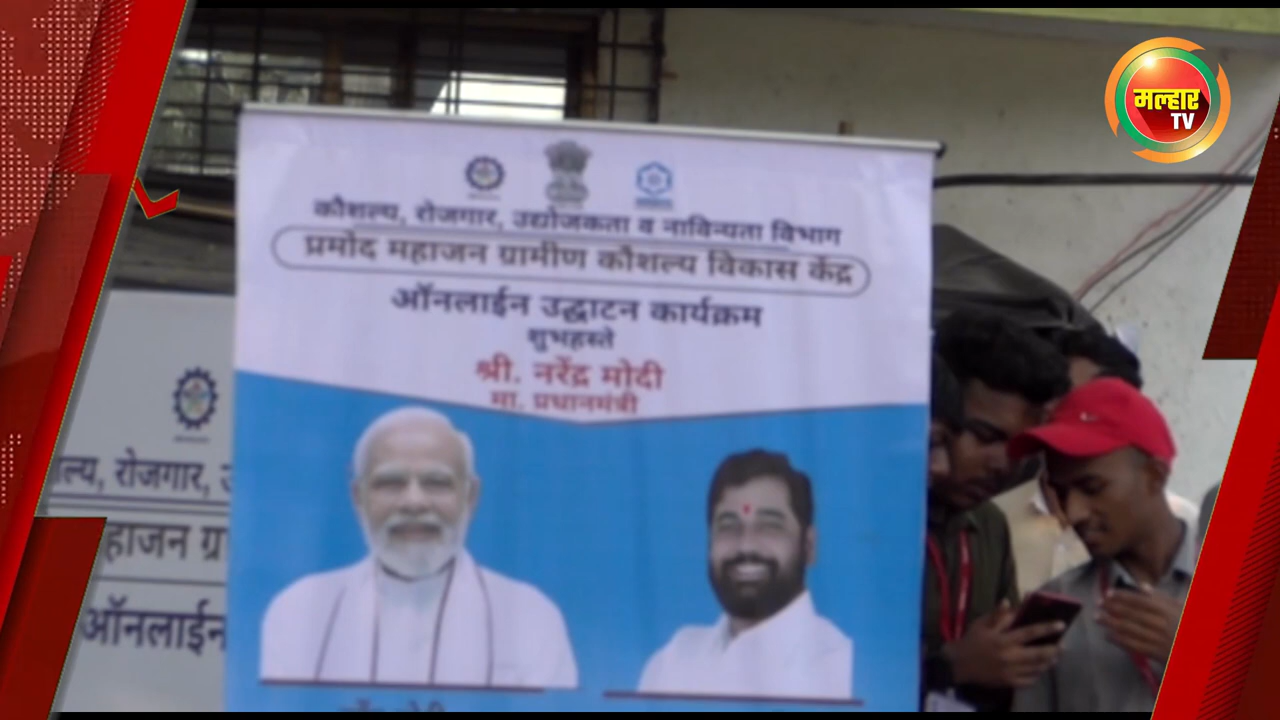 मल्हार
TV
कौशल्य, रोजगार, उद्योजकता व नाविन्यता विभाग
प्रमोद महाजन ग्रामीण कौशल्य विकास केंद्र
ऑनलाईन उद्घाटन कार्यक्रम
शुभहस्ते
श्री. नरेंद्र मोदी
मा. प्रधानमंत्री
ल्य, रोजगार,
हाजन ग्र
ऑनलाईन